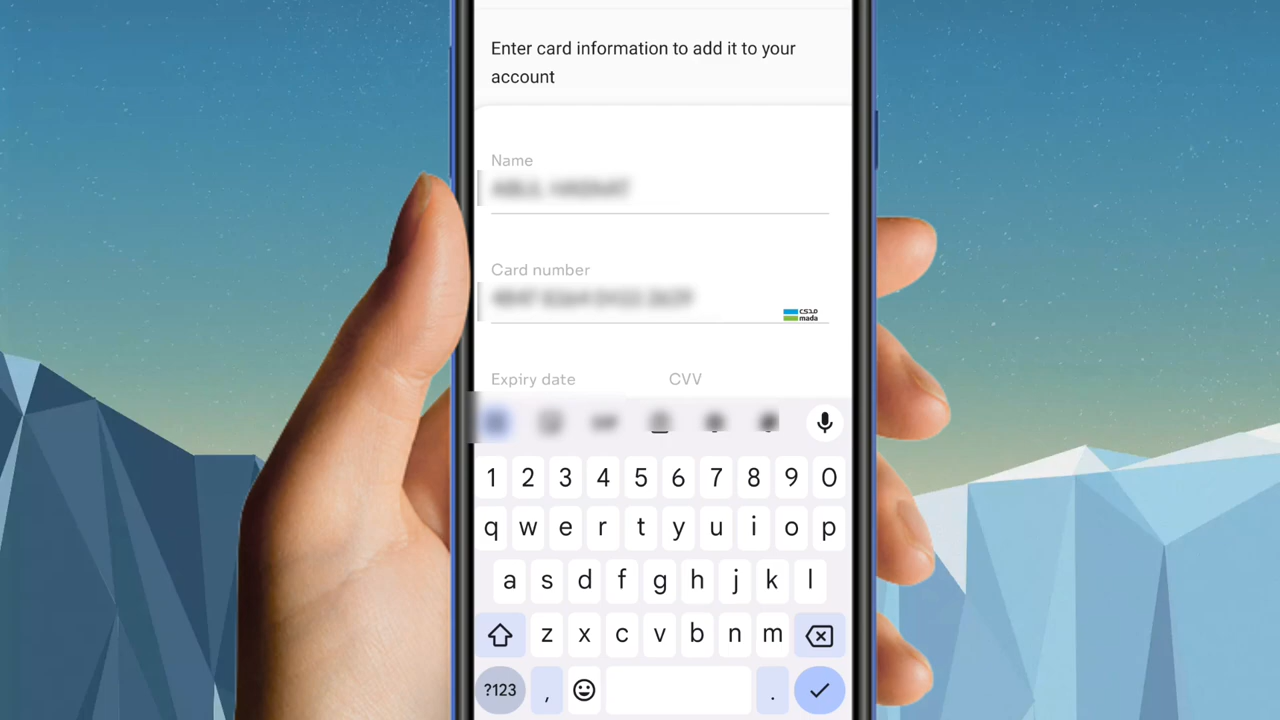 Enter card information to add it to your
account
Name
Card number
مدى
mada
Expiry date CVV
1 2 3 4 5 6 7 8 9 0
q w e r t y u i o p
a s d f g h j k l
z x c v b n m
?123 , .